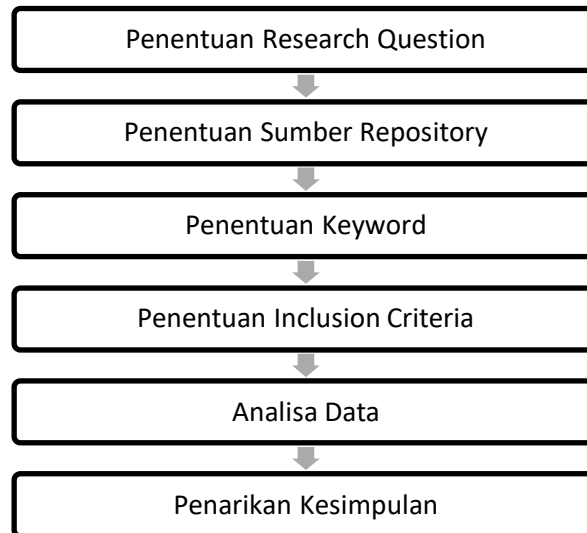 Penentuan Research Question
Penentuan Sumber Repository
Penentuan Keyword
Penentuan Inclusion Criteria
Analisa Data
Penarikan Kesimpulan